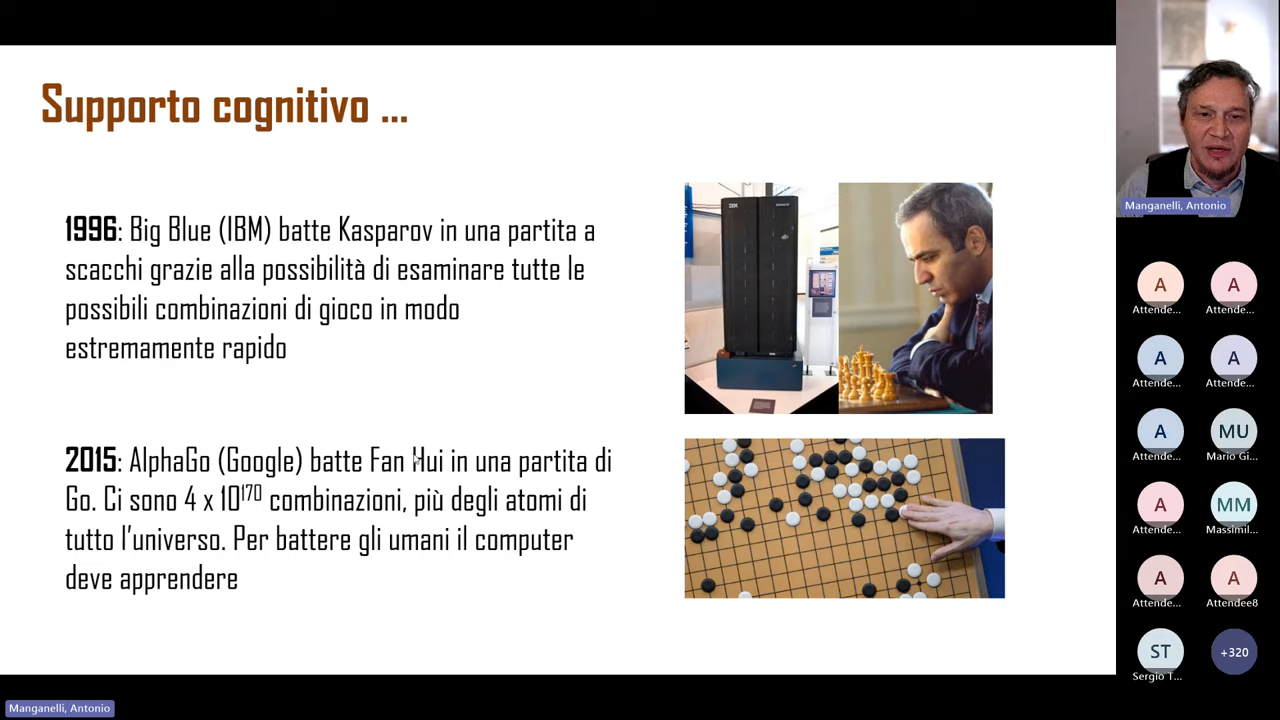 Supporto cognitivo ...
1996: Big Blue (IBM) batte Kasparov in una partita a
scacchi grazie alla possibilità di esaminare tutte le
possibili combinazioni di gioco in modo
estremamente rapido
IBM
2015: AlphaGo (Google) batte Fan Hui in una partita di
Go. Ci sono 4 x 10¹⁷⁰ combinazioni, più degli atomi di
tutto l'universo. Per battere gli umani il computer
deve apprendere
Manganelli, Antonio
A
A
Attende...
Attende...
A
A
Attende...
Attende...
A
MU
Attende...
Mario Gi...
A
MM
Attende...
Massimil...
A
A
Attende...
Attendee8
ST
+320
Sergio T...
Manganelli, Antonio